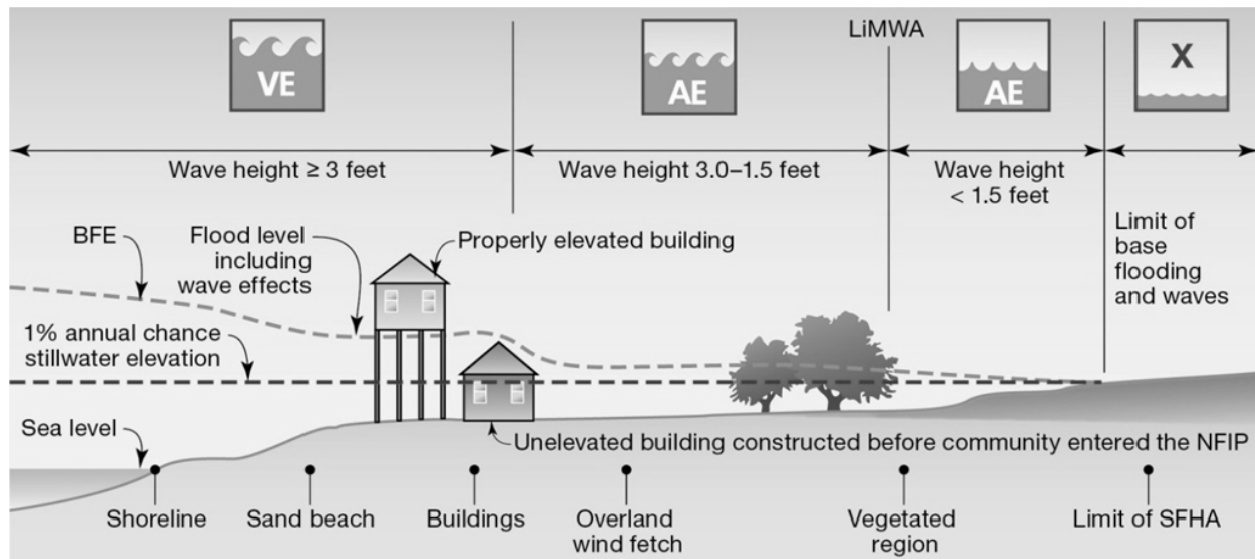 LiMWA
VE
AE
AE
X
Wave height ≥ 3 feet
Wave height 3.0–1.5 feet
Wave height
< 1.5 feet
BFE
Flood level
including
wave effects
Properly elevated building
Limit of
base
flooding
and waves
1% annual chance
stillwater elevation
Sea level
Unelevated building constructed before community entered the NFIP
Shoreline
Sand beach
Buildings
Overland
wind fetch
Vegetated
region
Limit of SFHA